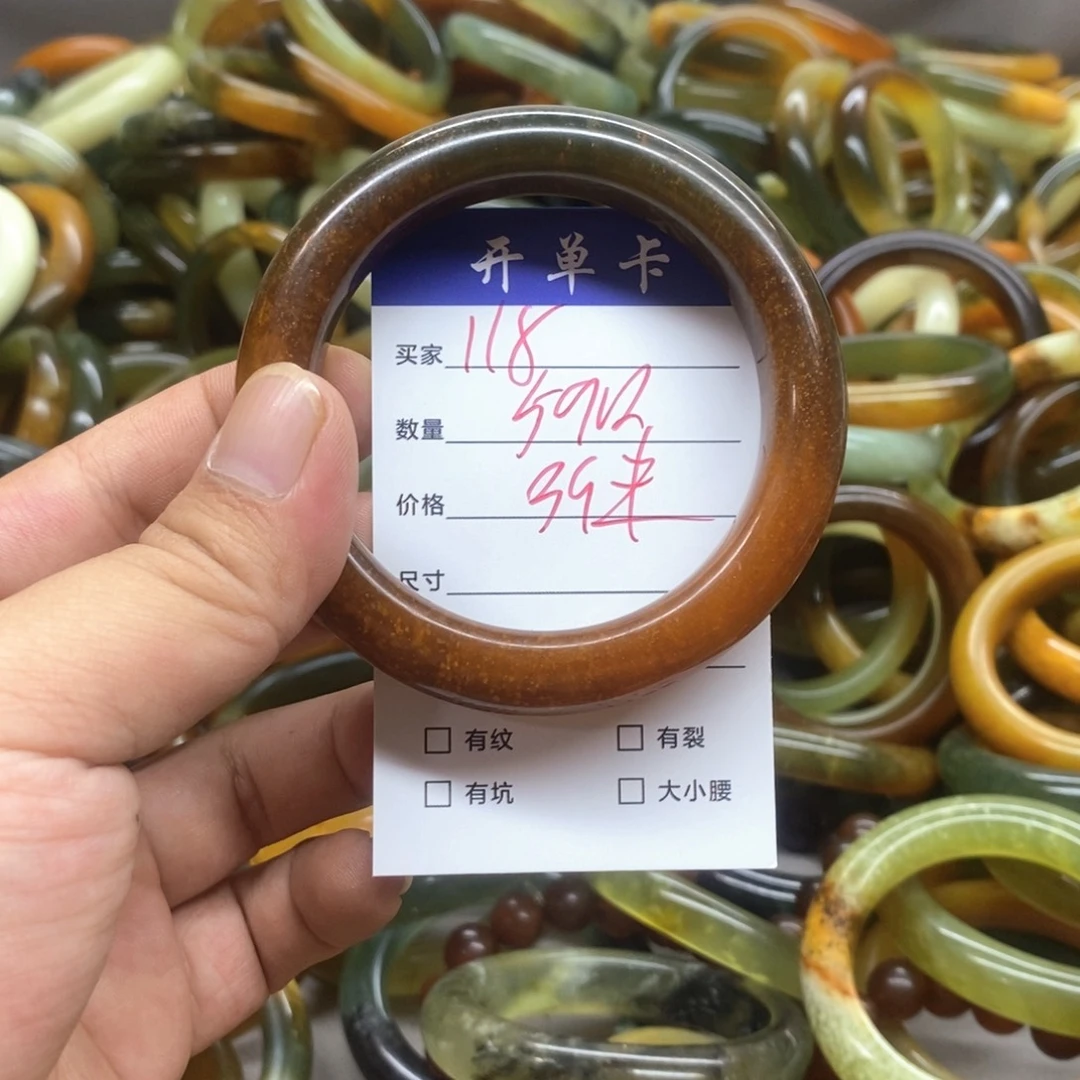 开单卡
买家 118
数量
价格
尺寸
有纹 有裂
有坑 大小腰